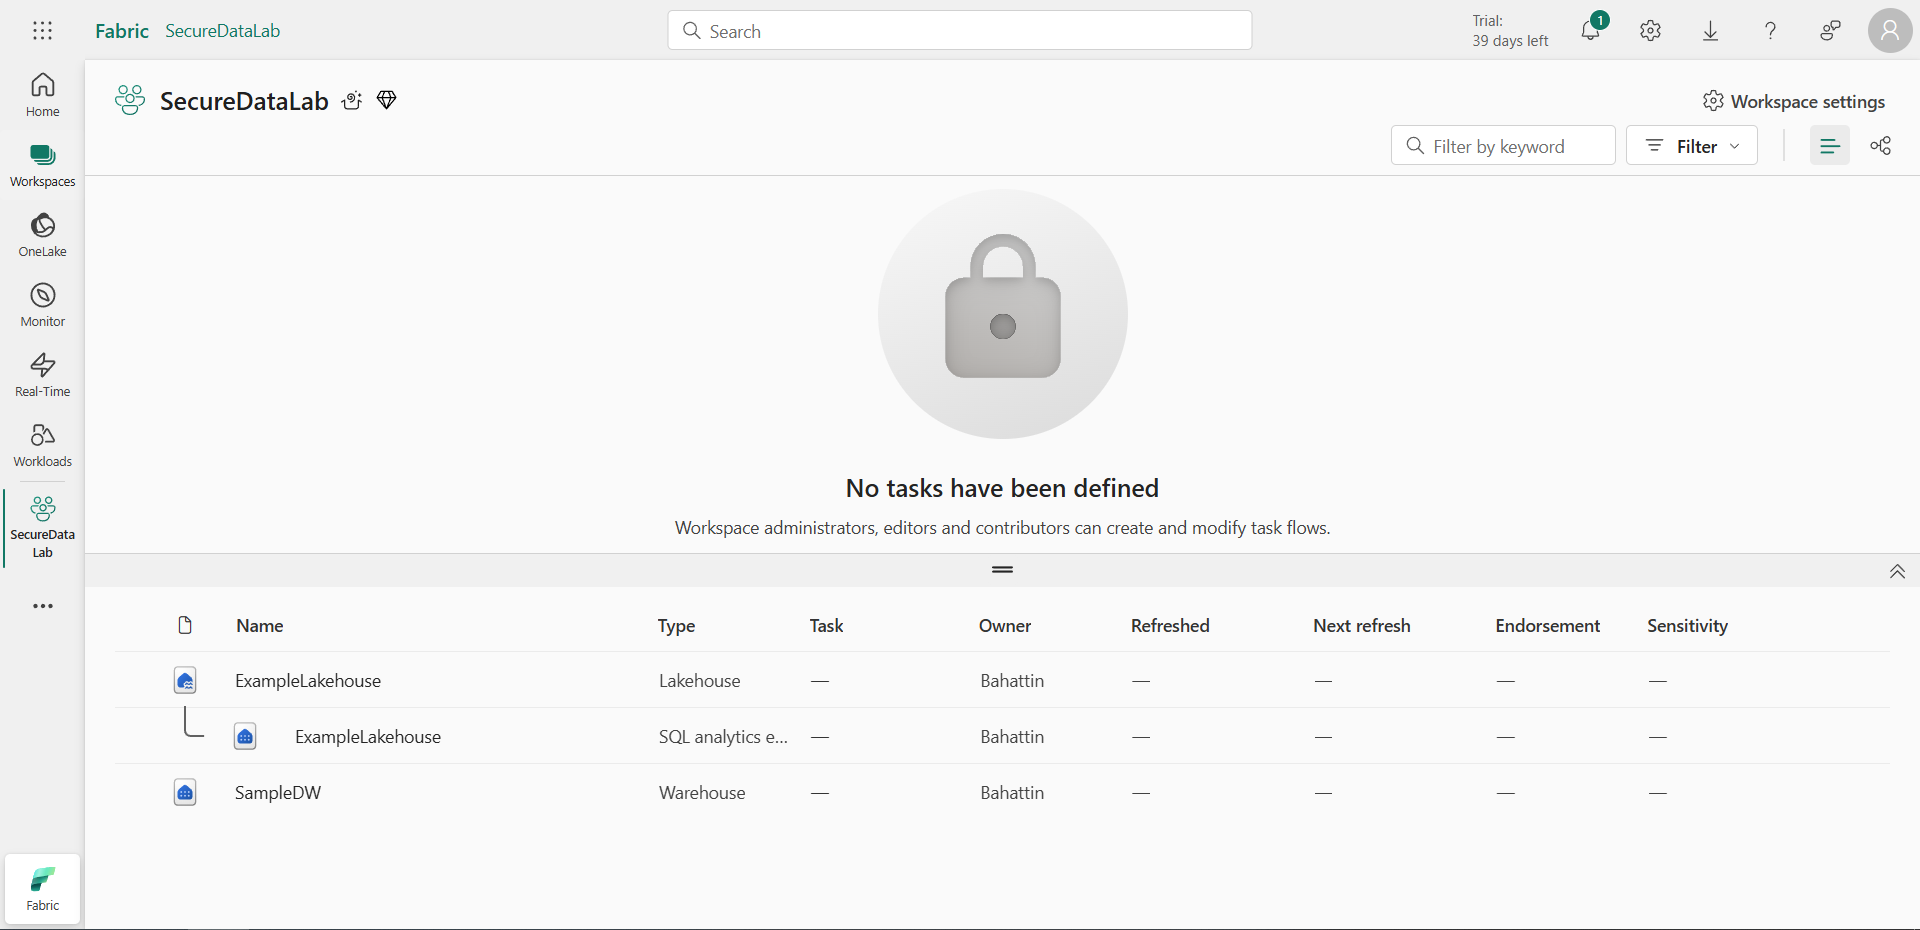 Fabric SecureDataLab
Search
Trial:
39 days left
1
Home
Workspaces
OneLake
Monitor
Real-Time
Workloads
SecureData
Lab
Fabric
SecureDataLab
Workspace settings
Filter by keyword
Filter
No tasks have been defined
Workspace administrators, editors and contributors can create and modify task flows.
Name Type Task Owner Refreshed Next refresh Endorsement Sensitivity
ExampleLakehouse Lakehouse — Bahattin — — — —
ExampleLakehouse SQL analytics e... — Bahattin — — — —
SampleDW Warehouse — Bahattin — — — —